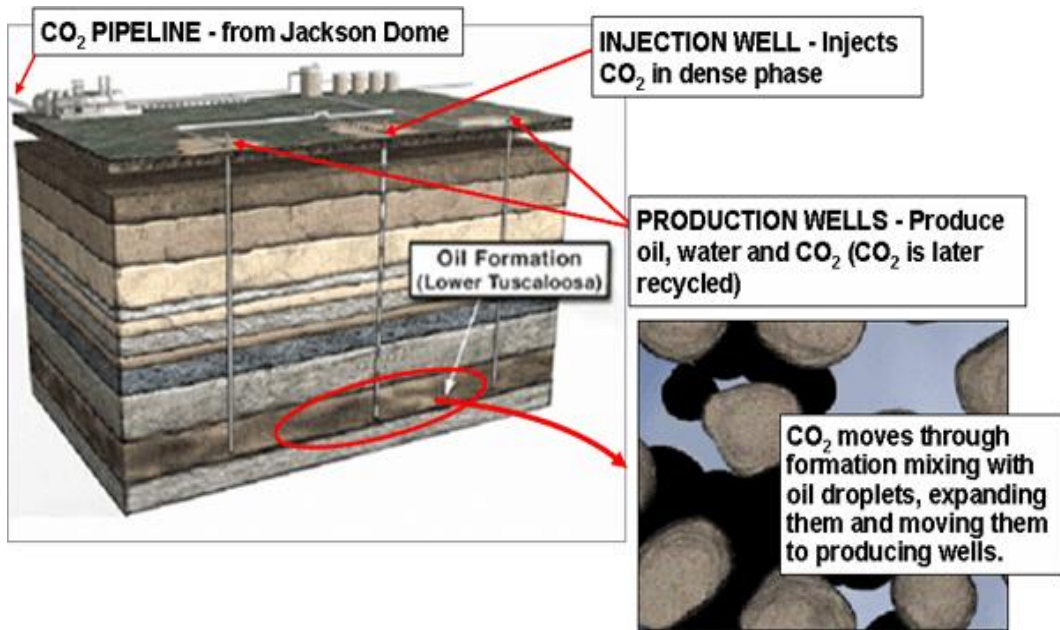 CO₂ PIPELINE - from Jackson Dome
INJECTION WELL - Injects
CO₂ in dense phase
PRODUCTION WELLS - Produce
oil, water and CO₂ (CO₂ is later
recycled)
Oil Formation
(Lower Tuscaloosa)
CO₂ moves through
formation mixing with
oil droplets, expanding
them and moving them
to producing wells.